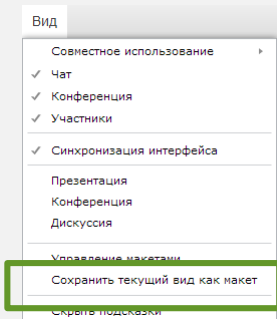 Вид
Совместное использование
Чат
Конференция
Участники
Синхронизация интерфейса
Презентация
Конференция
Дискуссия
Управление макетами
Сохранить текущий вид как макет
Скрыть подсказки